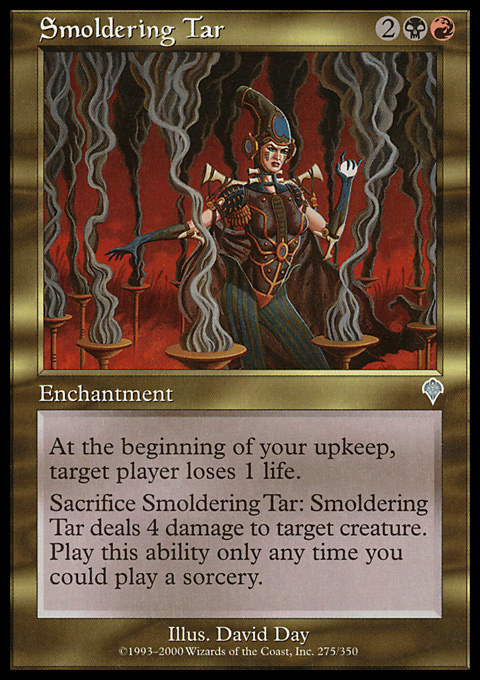 Smoldering Tar 2
Enchantment
At the beginning of your upkeep,
target player loses 1 life.
Sacrifice Smoldering Tar: Smoldering
Tar deals 4 damage to target creature.
Play this ability only any time you
could play a sorcery.
Illus. David Day
©1993–2000 Wizards of the Coast, Inc. 275/350